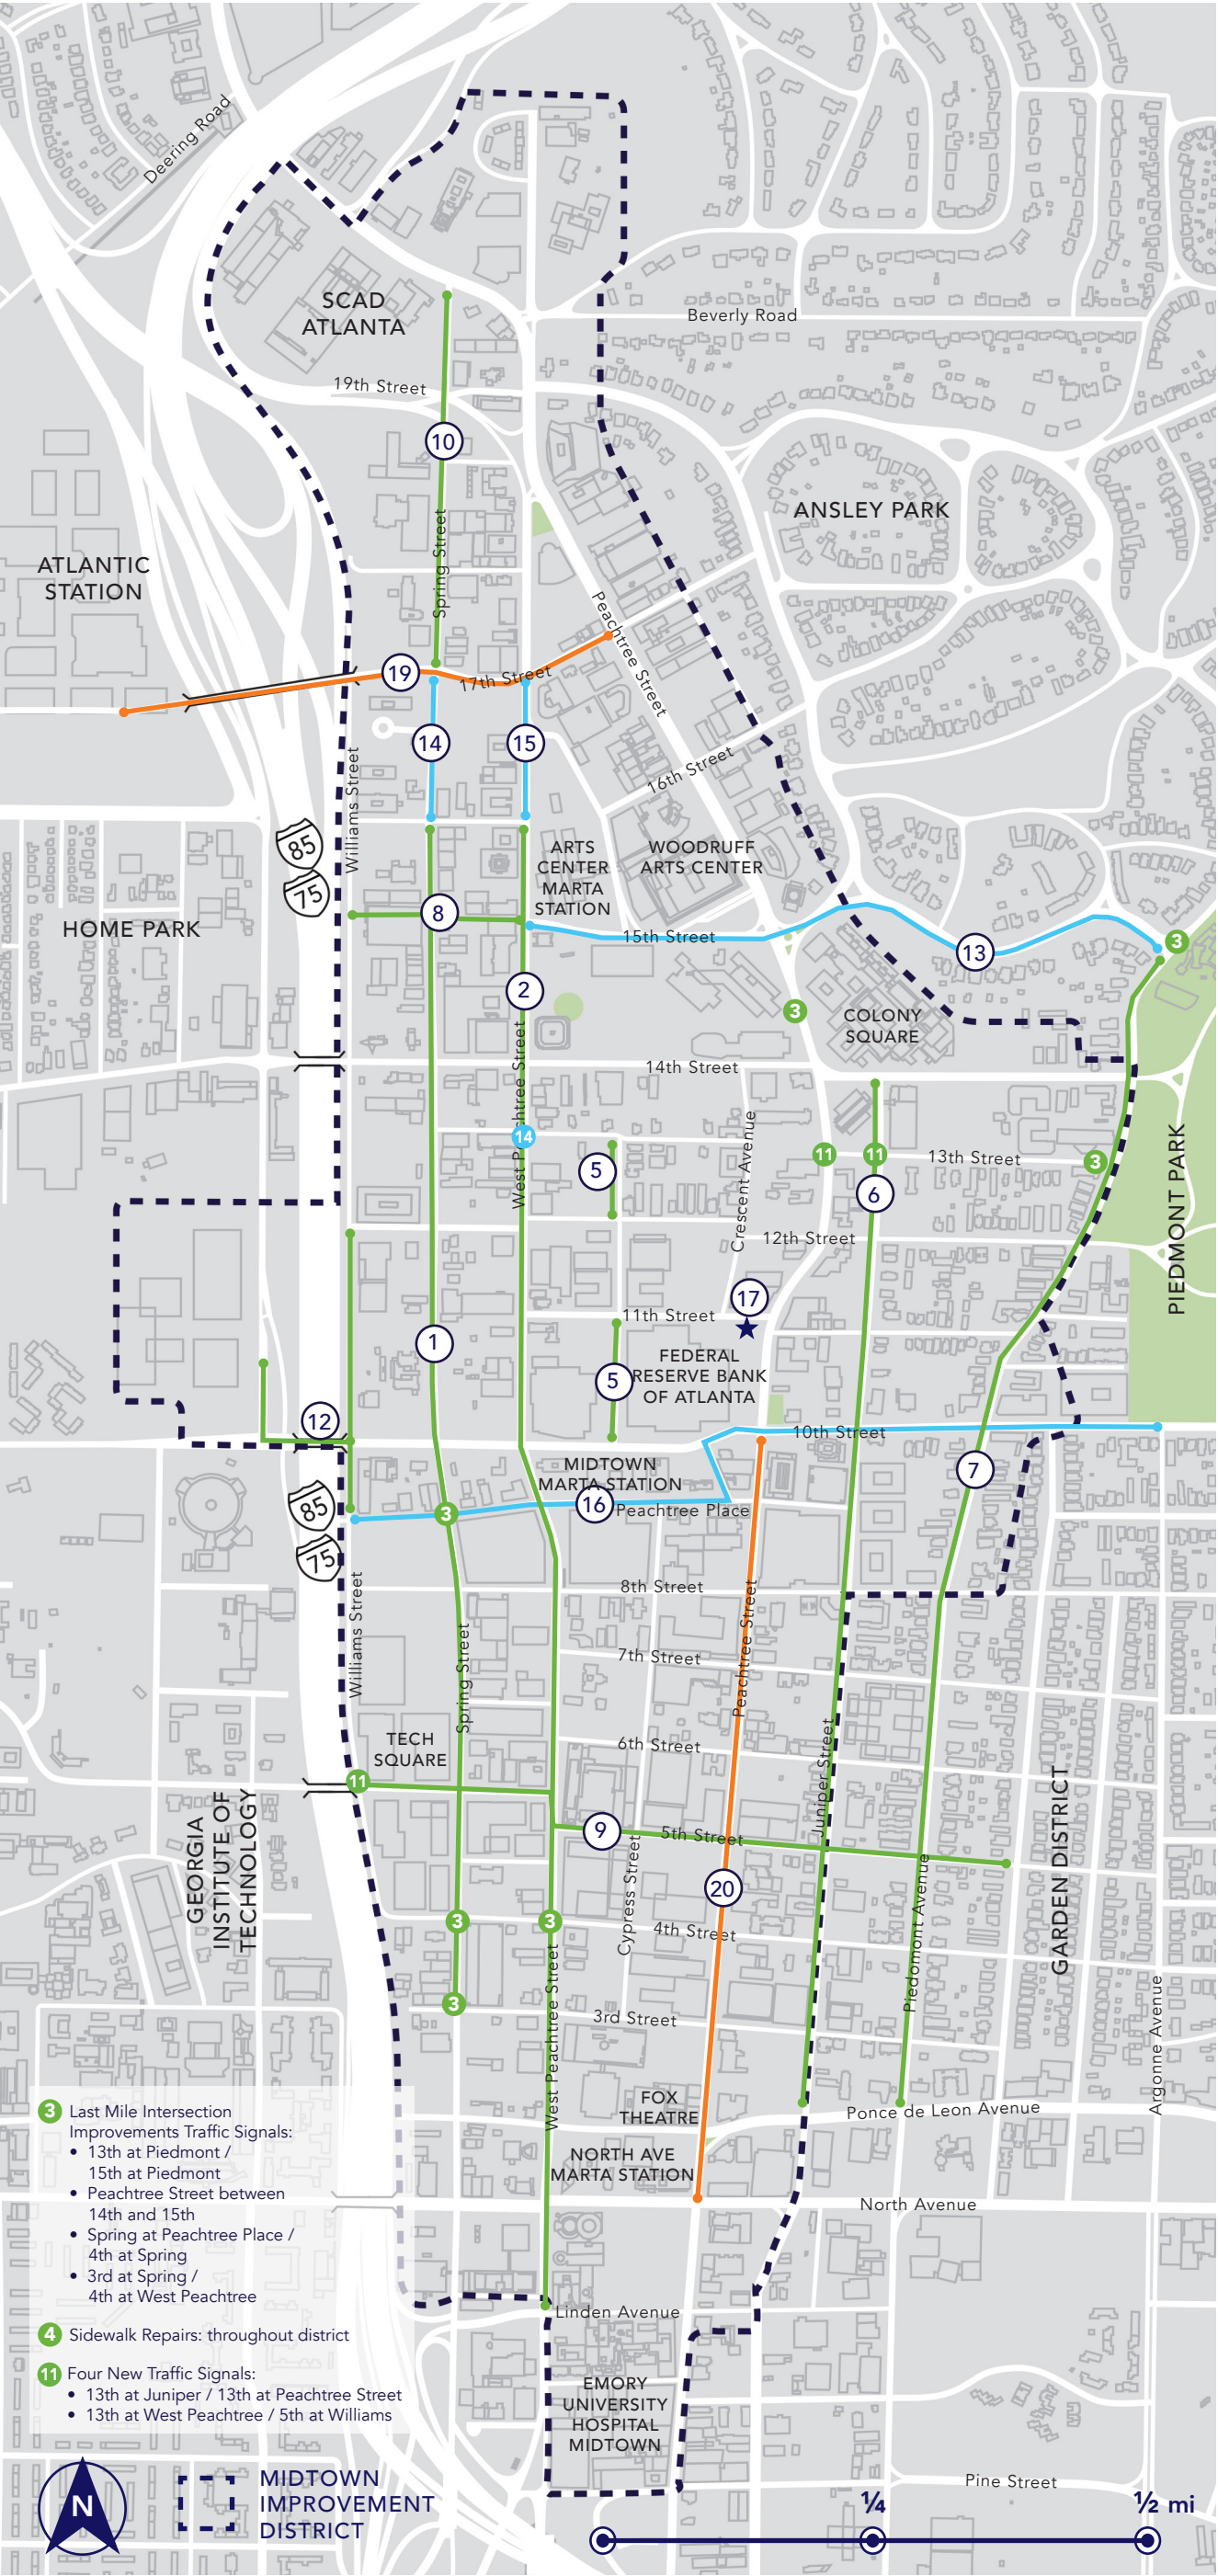 Deering Road
SCAD
ATLANTA
Beverly Road
19th Street
10
ANSLEY PARK
Spring Street
ATLANTIC
STATION
Peachtree Street
19
17th Street
14
15
16th Street
Williams Street
85
75
ARTS
CENTER
MARTA
STATION
WOODRUFF
ARTS CENTER
8
HOME PARK
15th Street
13
3
2
3
COLONY
SQUARE
West Peachtree Street
14th Street
14
Crescent Avenue
11
11
13th Street
3
5
6
PIEDMONT PARK
12th Street
17
11th Street
1
FEDERAL
RESERVE BANK
OF ATLANTA
5
12
10th Street
7
MIDTOWN
MARTA STATION
85
3
16
Peachtree Place
75
8th Street
Williams Street
Peachtree Street
Spring Street
7th Street
TECH
SQUARE
6th Street
Juniper Street
11
GEORGIA
INSTITUTE OF
TECHNOLOGY
9
5th Street
GARDEN DISTRICT
Cypress Street
20
Piedomont Avenue
3
3
4th Street
West Peachtree Street
3
3rd Street
Argonne Avenue
FOX
THEATRE
Ponce de Leon Avenue
NORTH AVE
MARTA STATION
North Avenue
3 Last Mile Intersection
Improvements Traffic Signals:
• 13th at Piedmont /
15th at Piedmont
• Peachtree Street between
14th and 15th
• Spring at Peachtree Place /
4th at Spring
• 3rd at Spring /
4th at West Peachtree
4 Sidewalk Repairs: throughout district
11 Four New Traffic Signals:
• 13th at Juniper / 13th at Peachtree Street
• 13th at West Peachtree / 5th at Williams
Linden Avenue
EMORY
UNIVERSITY
HOSPITAL
MIDTOWN
Pine Street
N
MIDTOWN
IMPROVEMENT
DISTRICT
¼
½ mi